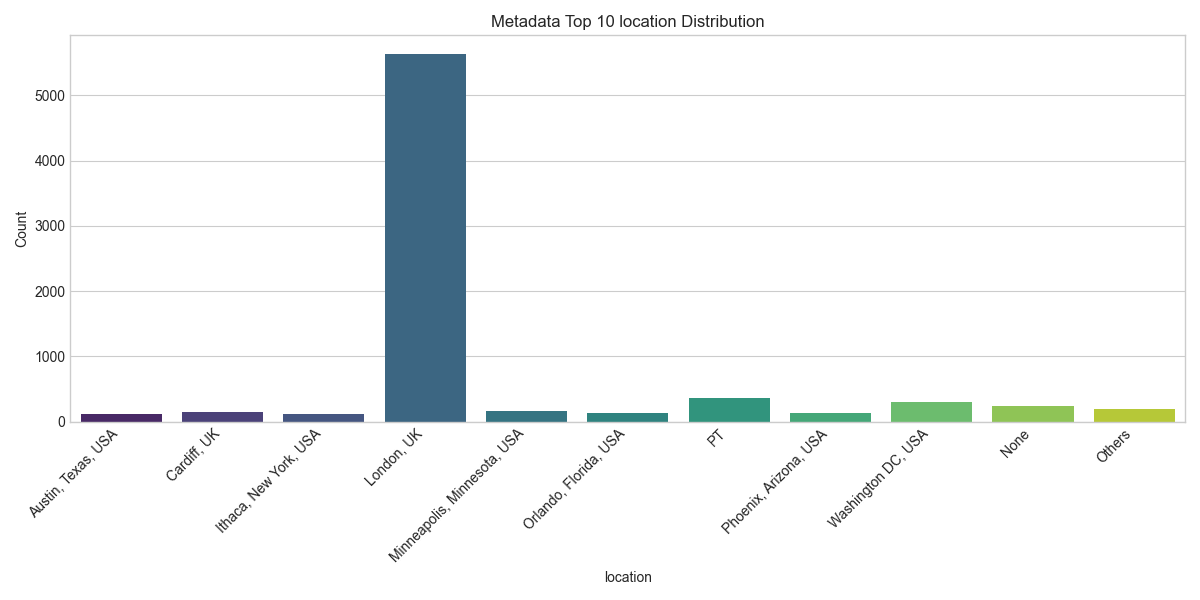 Metadata Top 10 location Distribution
Count
5000
4000
3000
2000
1000
0
Austin, Texas, USA
Cardiff, UK
Ithaca, New York, USA
London, UK
Minneapolis, Minnesota, USA
Orlando, Florida, USA
PT
Phoenix, Arizona, USA
Washington DC, USA
None
Others
location